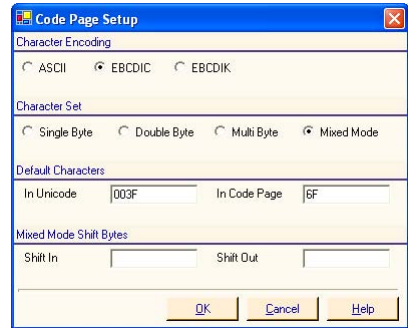 Code Page Setup
Character Encoding
ASCII EBCDIC EBCDIK
Character Set
Single Byte Double Byte Multi Byte Mixed Mode
Default Characters
In Unicode 003F In Code Page 6F
Mixed Mode Shift Bytes
Shift In Shift Out
OK Cancel Help